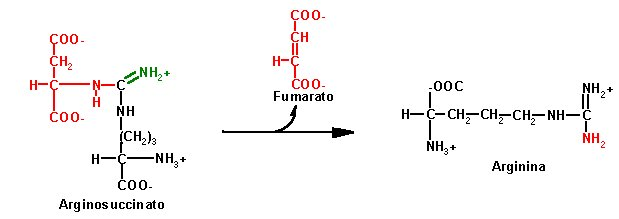 COO-
CH2
H-C-N-C=NH2+
H
COO-
NH
(CH2)3
H-C-NH3+
COO-
Arginosuccinato
COO-
CH
H-C
COO-
Fumarato
-OOC
H-C-CH2-CH2-CH2-NH-C
NH2+
NH2
NH3+
Arginina